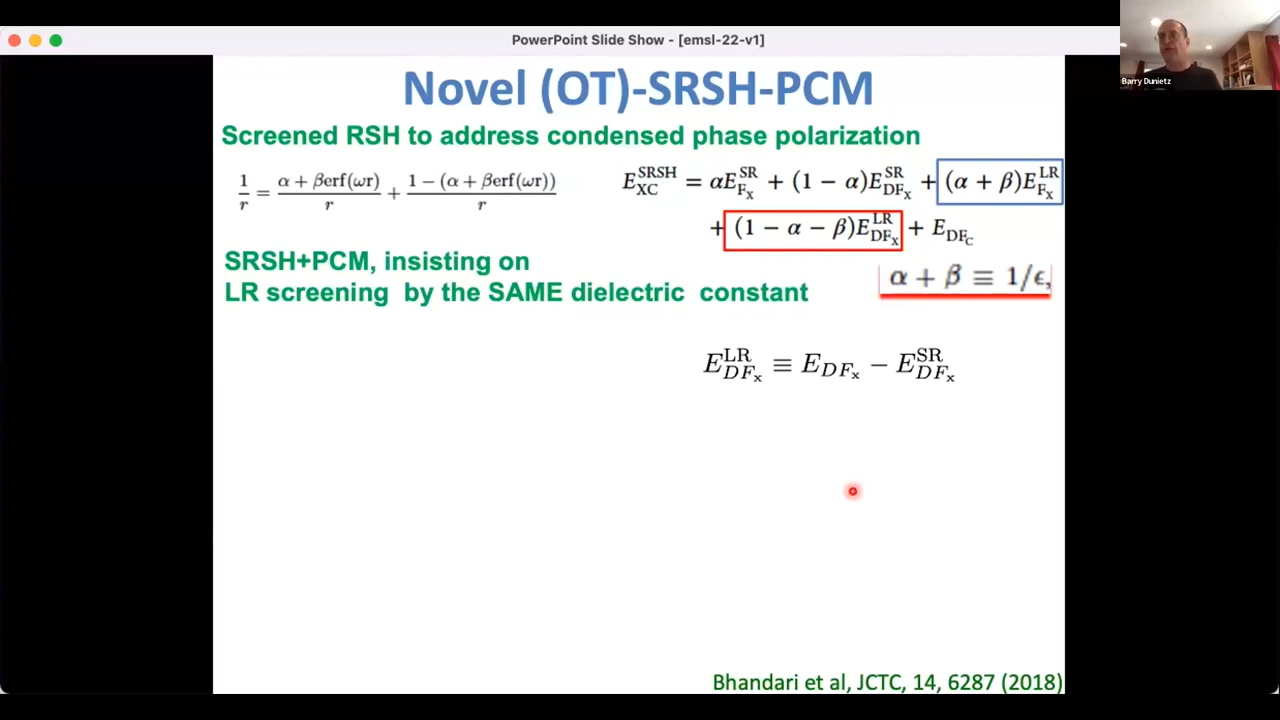 PowerPoint Slide Show - [emsl-22-v1]
Barry Dunietz
Novel (OT)-SRSH-PCM
Screened RSH to address condensed phase polarization
1/r = (α + βerf(ωr))/r + (1 − (α + βerf(ωr)))/r
E_XC^SRSH = αE_Fx^SR + (1 − α)E_DFx^SR + (α + β)E_Fx^LR
+ (1 − α − β)E_DFx^LR + E_DFC
SRSH+PCM, insisting on
LR screening by the SAME dielectric constant
α + β ≡ 1/ϵ,
E_DFx^LR ≡ E_DFx − E_DFx^SR
Bhandari et al, JCTC, 14, 6287 (2018)